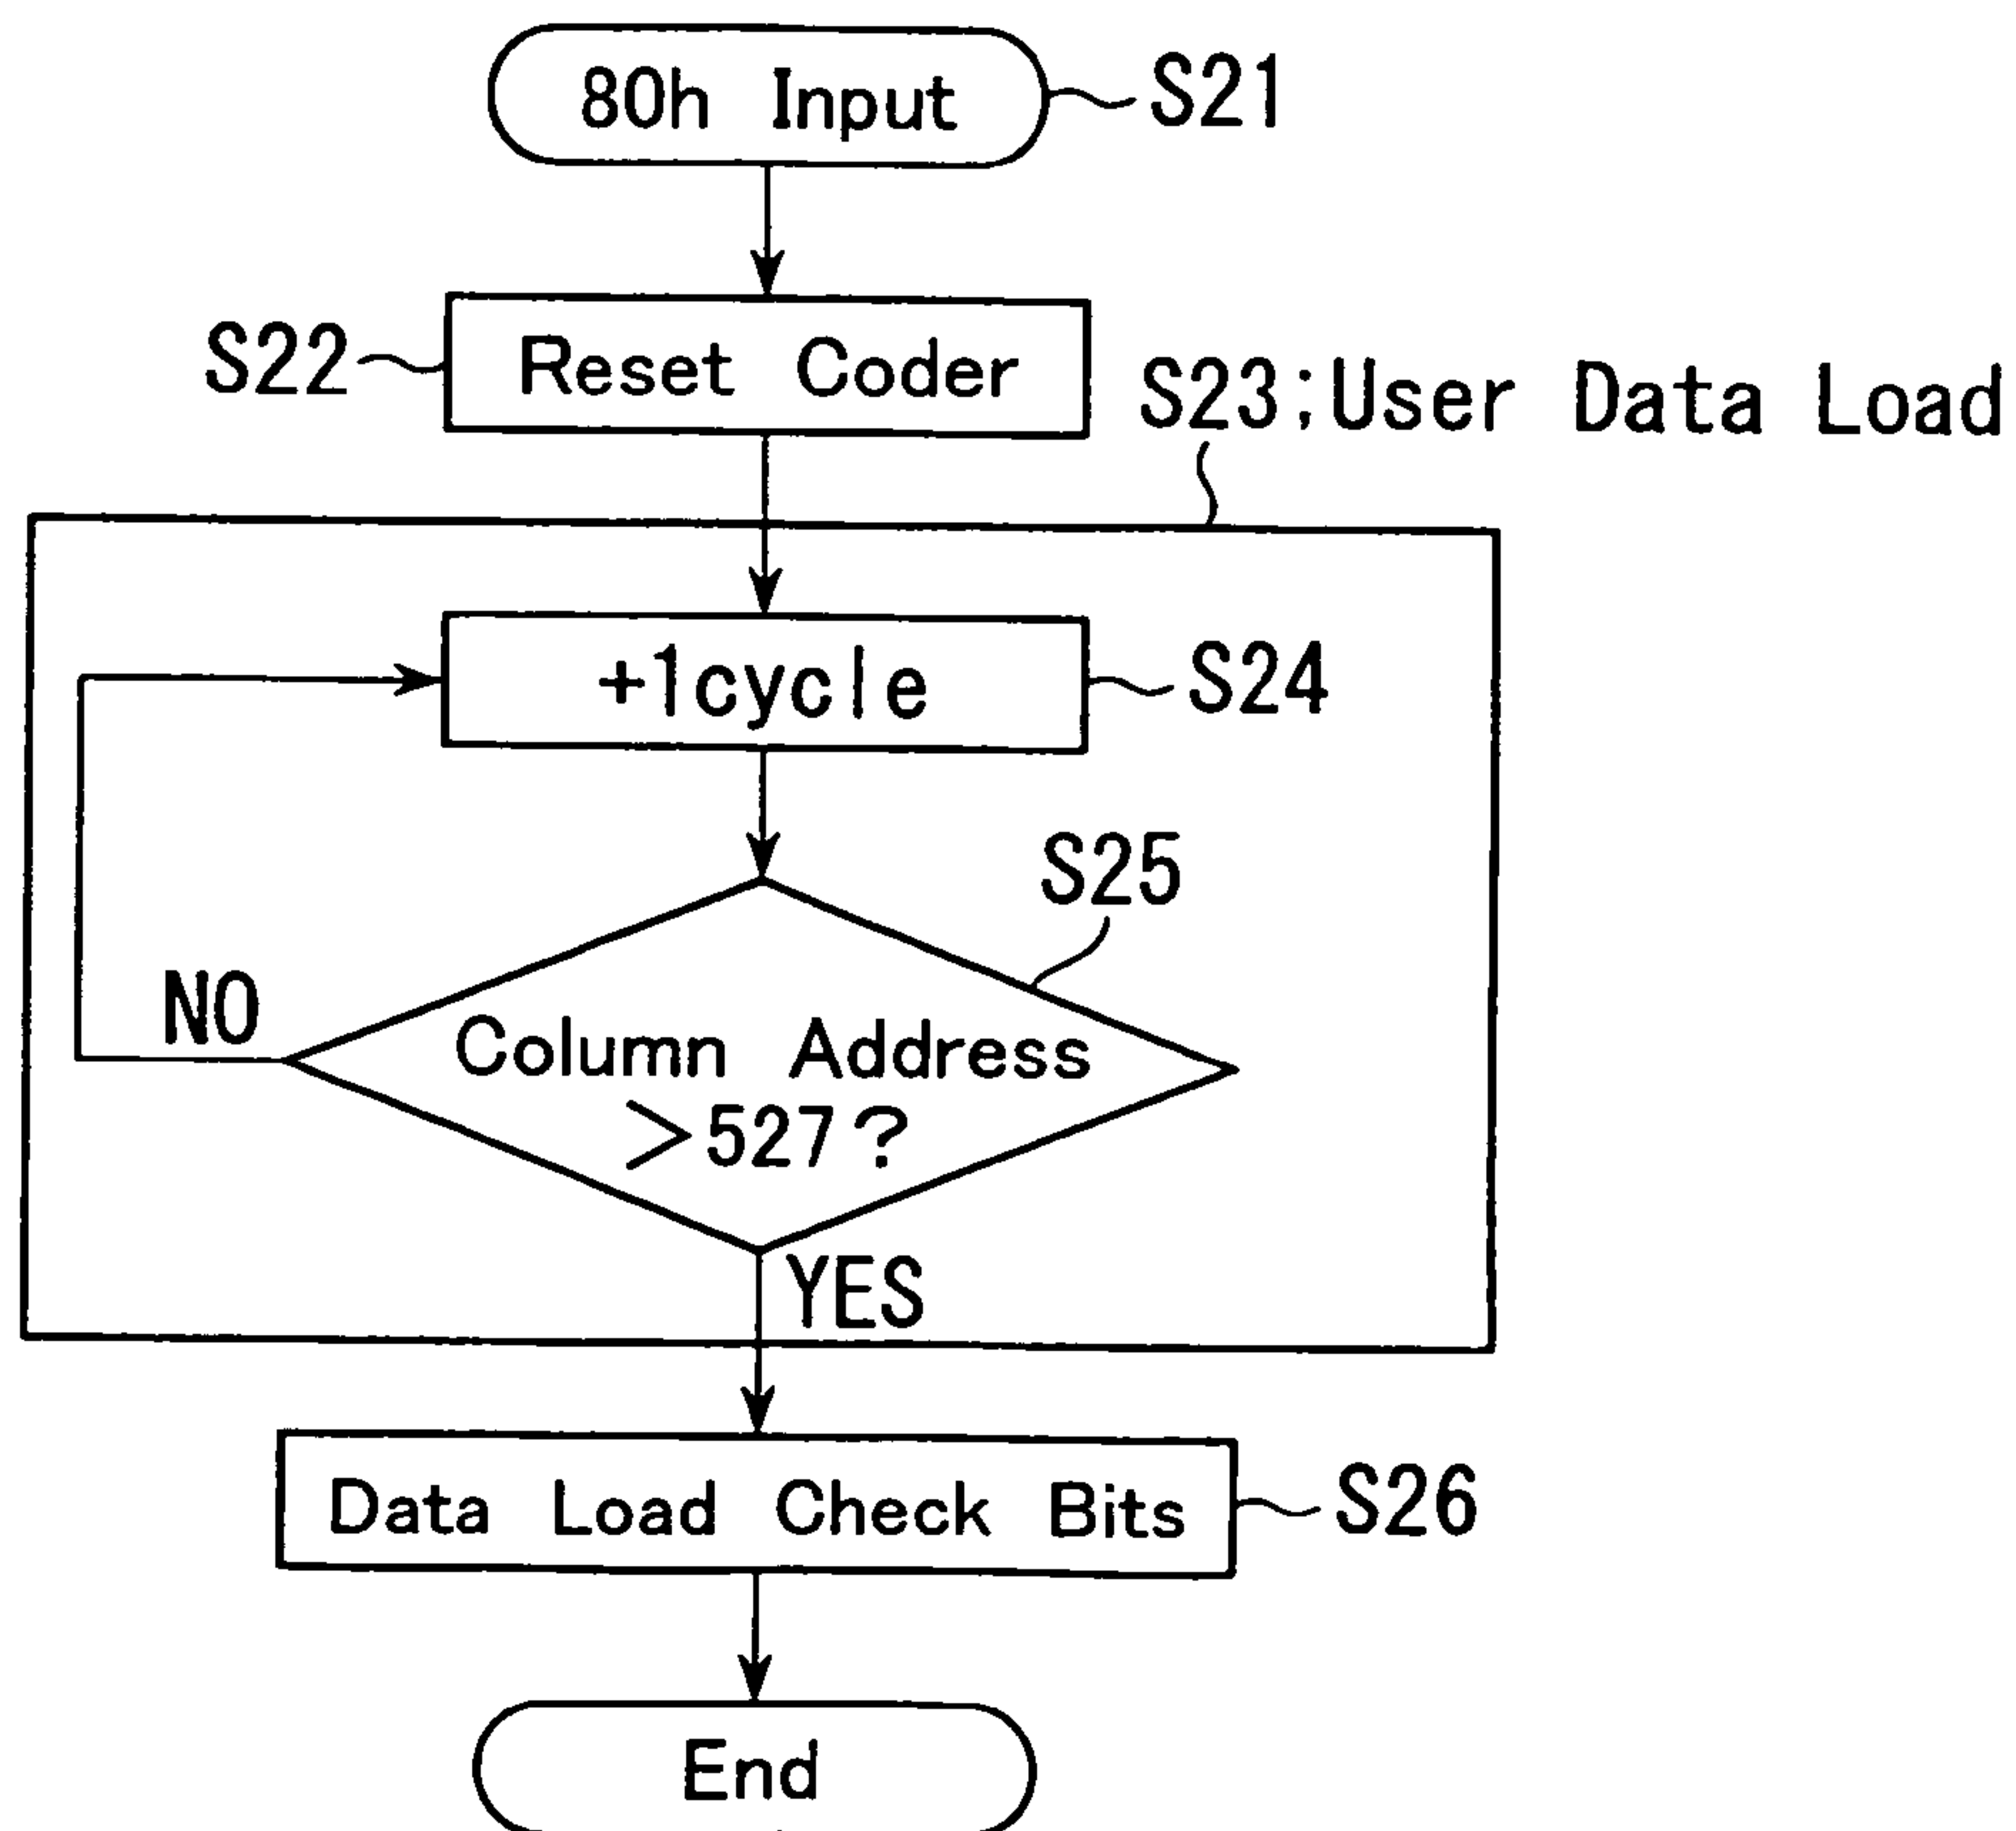 80h Input
S21
S22
Reset Coder
S23;User Data Load
+1cycle
S24
S25
NO
Column Address
>527?
YES
Data Load Check Bits
S26
End